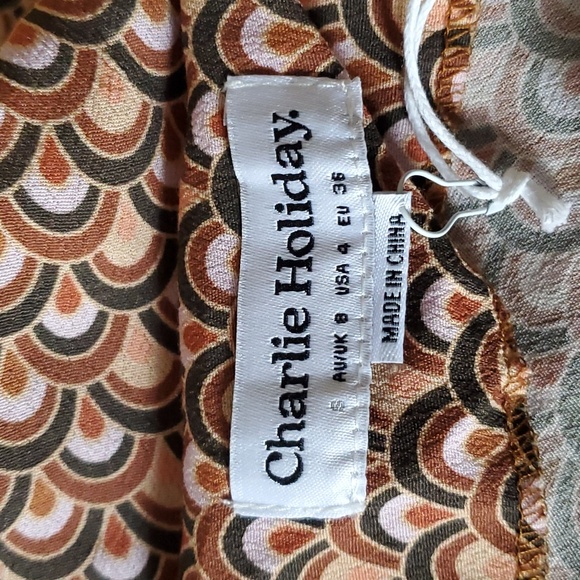 Charlie Holiday.
S AU/UK 8 USA 4 EU 36
MADE IN CHINA